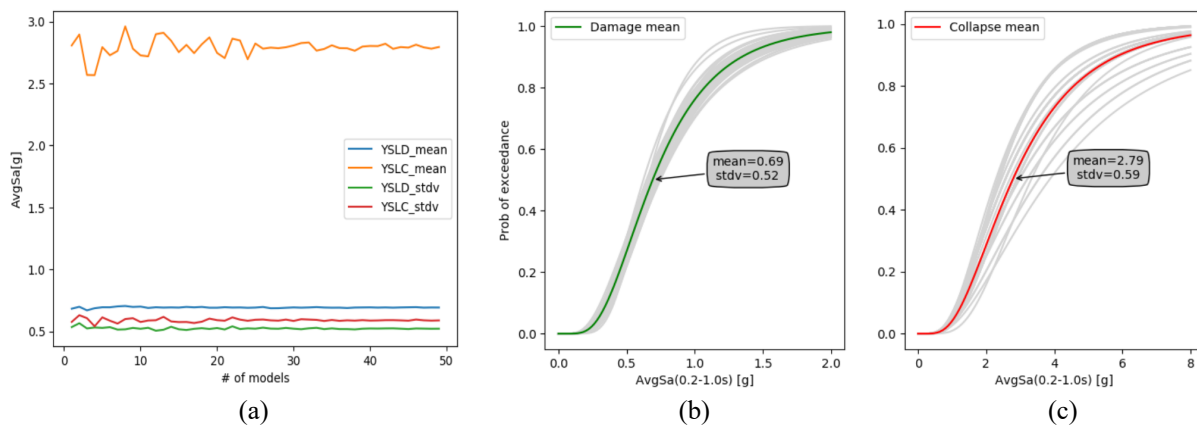 3.0
2.5
2.0
1.5
1.0
0.5
AvgSa[g]
YSLD_mean
YSLC_mean
YSLD_stdv
YSLC_stdv
0 10 20 30 40 50
# of models
(a)
Damage mean
1.0
0.8
0.6
0.4
0.2
0.0
Prob of exceedance
mean=0.69
stdv=0.52
0.0 0.5 1.0 1.5 2.0
AvgSa(0.2-1.0s) [g]
(b)
Collapse mean
1.0
0.8
0.6
0.4
0.2
0.0
mean=2.79
stdv=0.59
0 2 4 6 8
AvgSa(0.2-1.0s) [g]
(c)